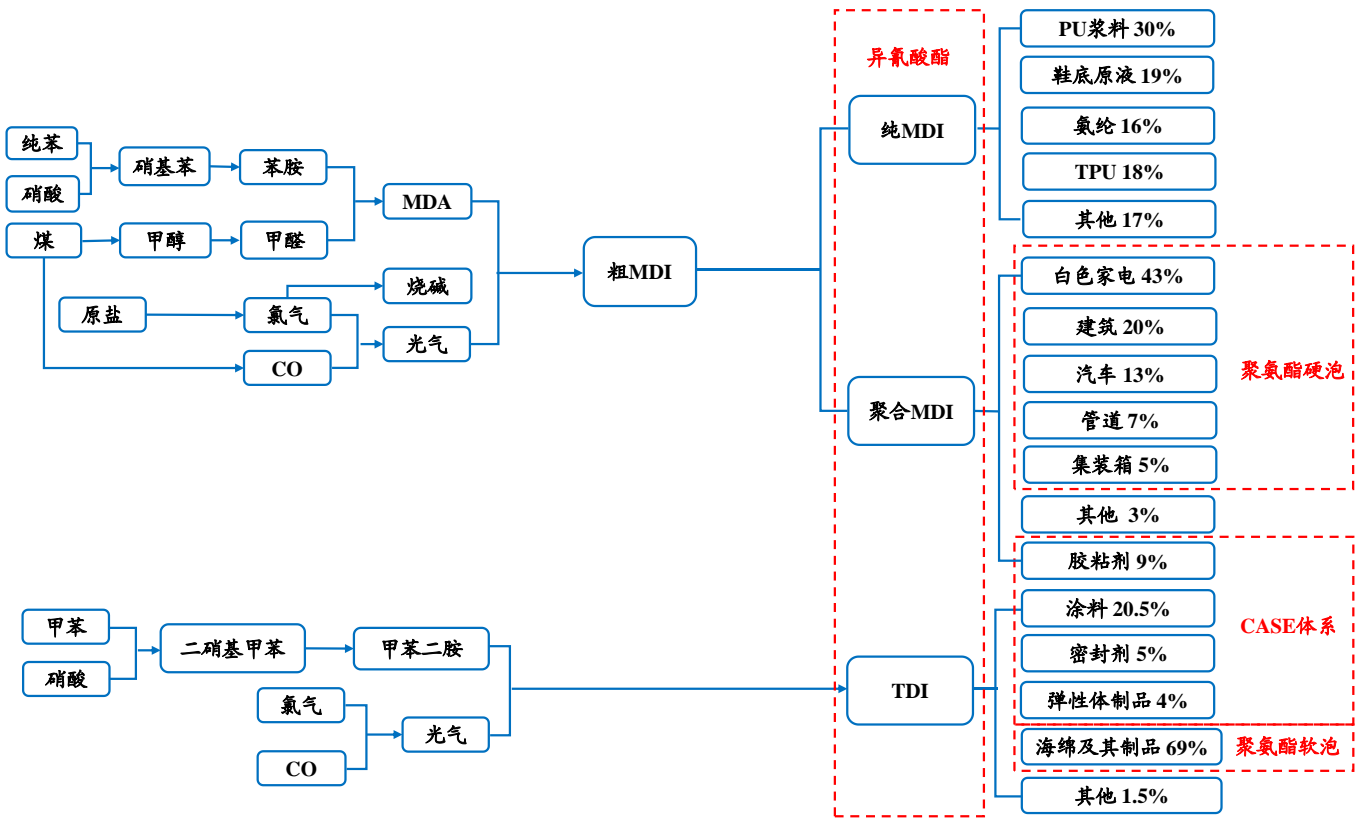 异氰酸酯
PU浆料 30%
鞋底原液 19%
纯MDI
氨纶 16%
TPU 18%
其他 17%
纯苯
硝酸
硝基苯
苯胺
MDA
煤
甲醇
甲醛
粗MDI
烧碱
原盐
氯气
光气
CO
白色家电 43%
建筑 20%
汽车 13%
聚氨酯硬泡
聚合MDI
管道 7%
集装箱 5%
其他 3%
胶粘剂 9%
涂料 20.5%
CASE体系
密封剂 5%
弹性体制品 4%
甲苯
硝酸
二硝基甲苯
甲苯二胺
TDI
氯气
光气
CO
海绵及其制品 69%
聚氨酯软泡
其他 1.5%